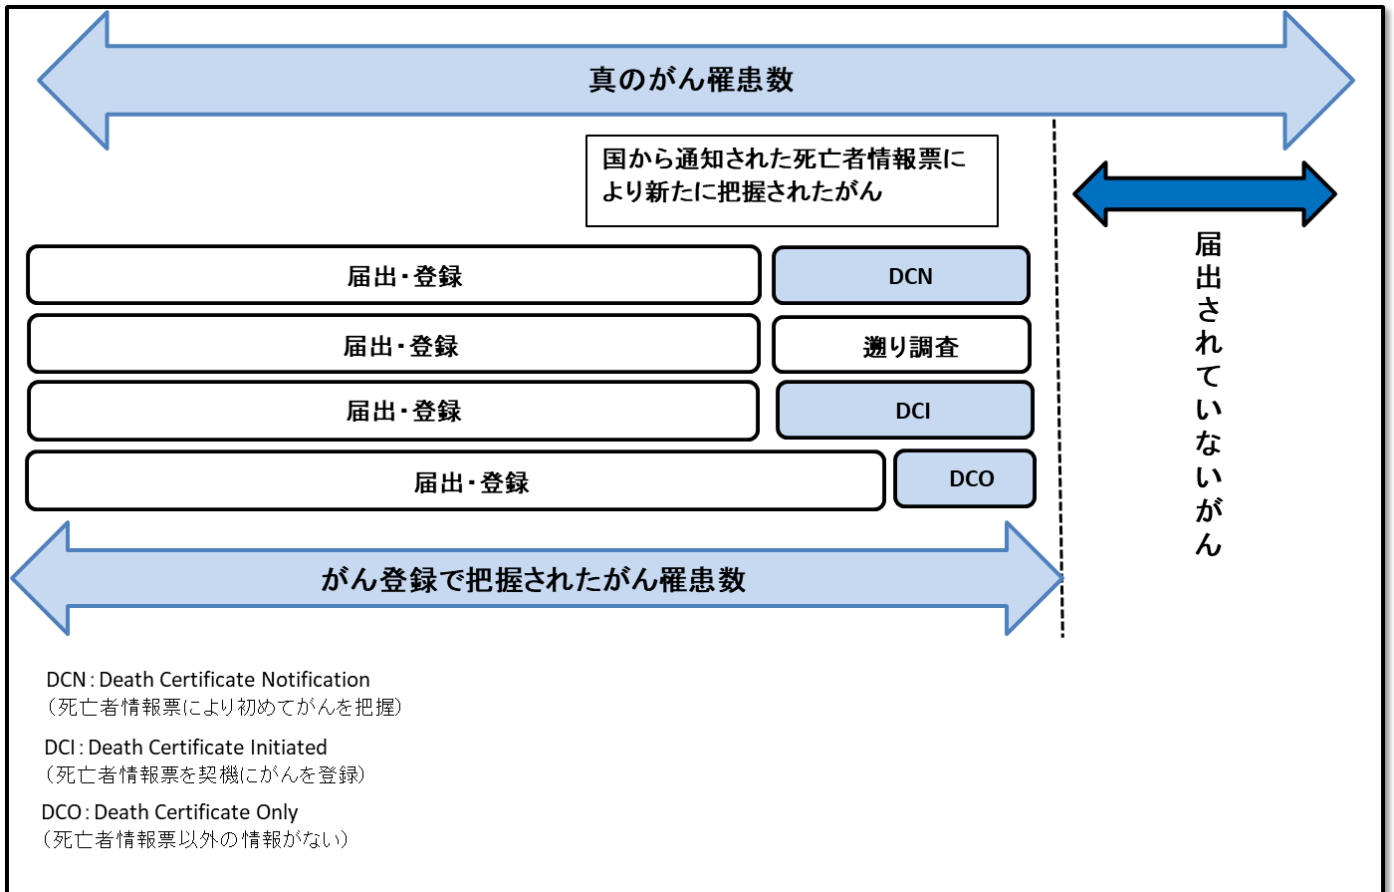 真のがん罹患数
国から通知された死亡者情報票に
より新たに把握されたがん
届出されていないがん
届出・登録
DCN
届出・登録
遡り調査
届出・登録
DCI
届出・登録
DCO
がん登録で把握されたがん罹患数
DCN：Death Certificate Notification
（死亡者情報票により初めてがんを把握）
DCI：Death Certificate Initiated
（死亡者情報票を契機にがんを登録）
DCO：Death Certificate Only
（死亡者情報票以外の情報がない）